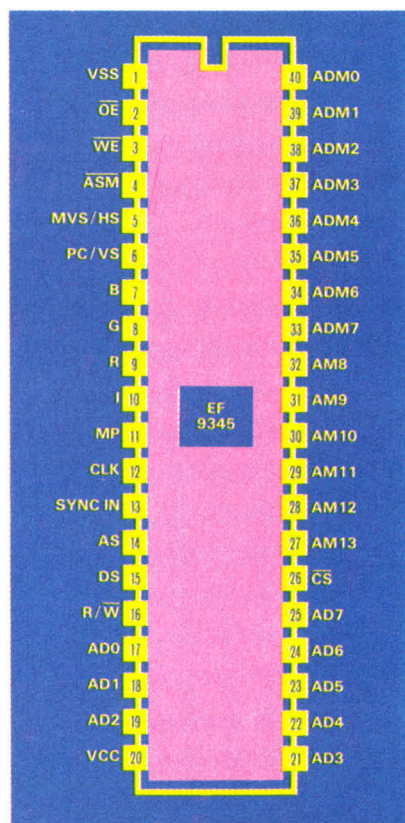 VSS 1 40 ADM0
O̅E̅ 2 39 ADM1
W̅E̅ 3 38 ADM2
A̅S̅M̅ 4 37 ADM3
MVS/HS 5 36 ADM4
PC/VS 6 35 ADM5
B 7 34 ADM6
G 8 33 ADM7
R 9 32 AM8
I 10 31 AM9
EF
9345
MP 11 30 AM10
CLK 12 29 AM11
SYNC IN 13 28 AM12
AS 14 27 AM13
DS 15 26 C̅S̅
R/W̅ 16 25 AD7
AD0 17 24 AD6
AD1 18 23 AD5
AD2 19 22 AD4
VCC 20 21 AD3